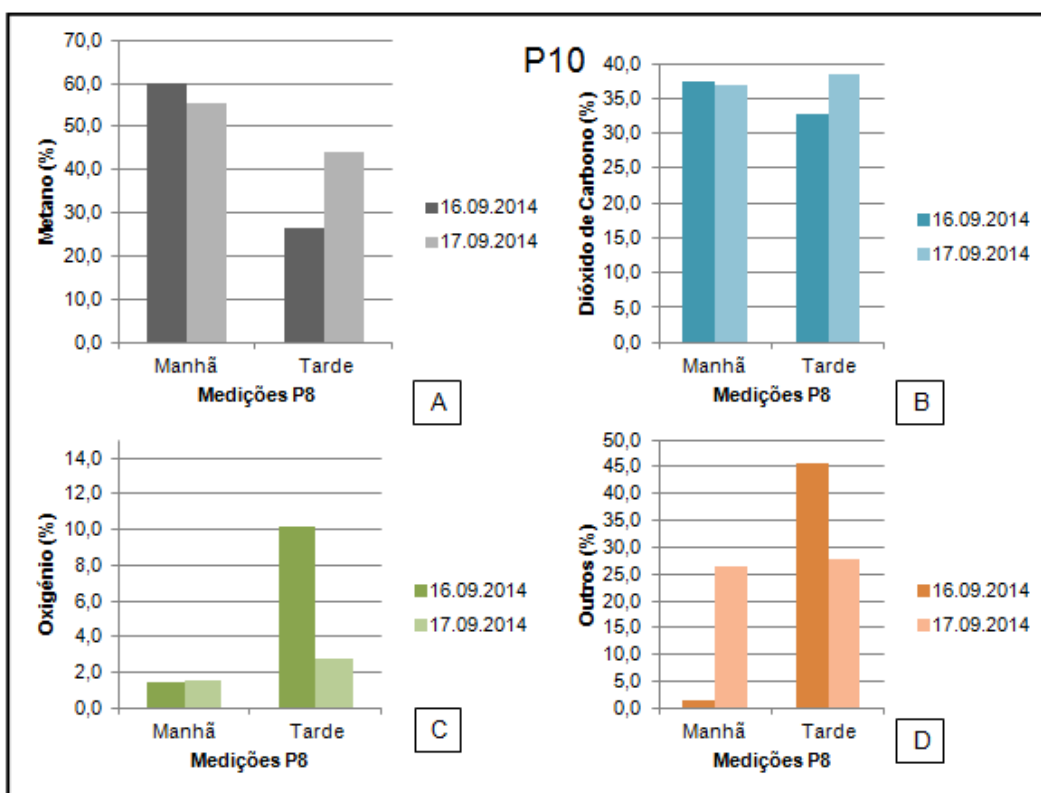 P10
Metano (%)
70,0
60,0
50,0
40,0
30,0
20,0
10,0
0,0
Manhã Tarde
Medições P8
16.09.2014
17.09.2014
A
Dióxido de Carbono (%)
40,0
35,0
30,0
25,0
20,0
15,0
10,0
5,0
0,0
Manhã Tarde
Medições P8
16.09.2014
17.09.2014
B
Oxigénio (%)
14,0
12,0
10,0
8,0
6,0
4,0
2,0
0,0
Manhã Tarde
Medições P8
16.09.2014
17.09.2014
C
Outros (%)
50,0
45,0
40,0
35,0
30,0
25,0
20,0
15,0
10,0
5,0
0,0
Manhã Tarde
Medições P8
16.09.2014
17.09.2014
D